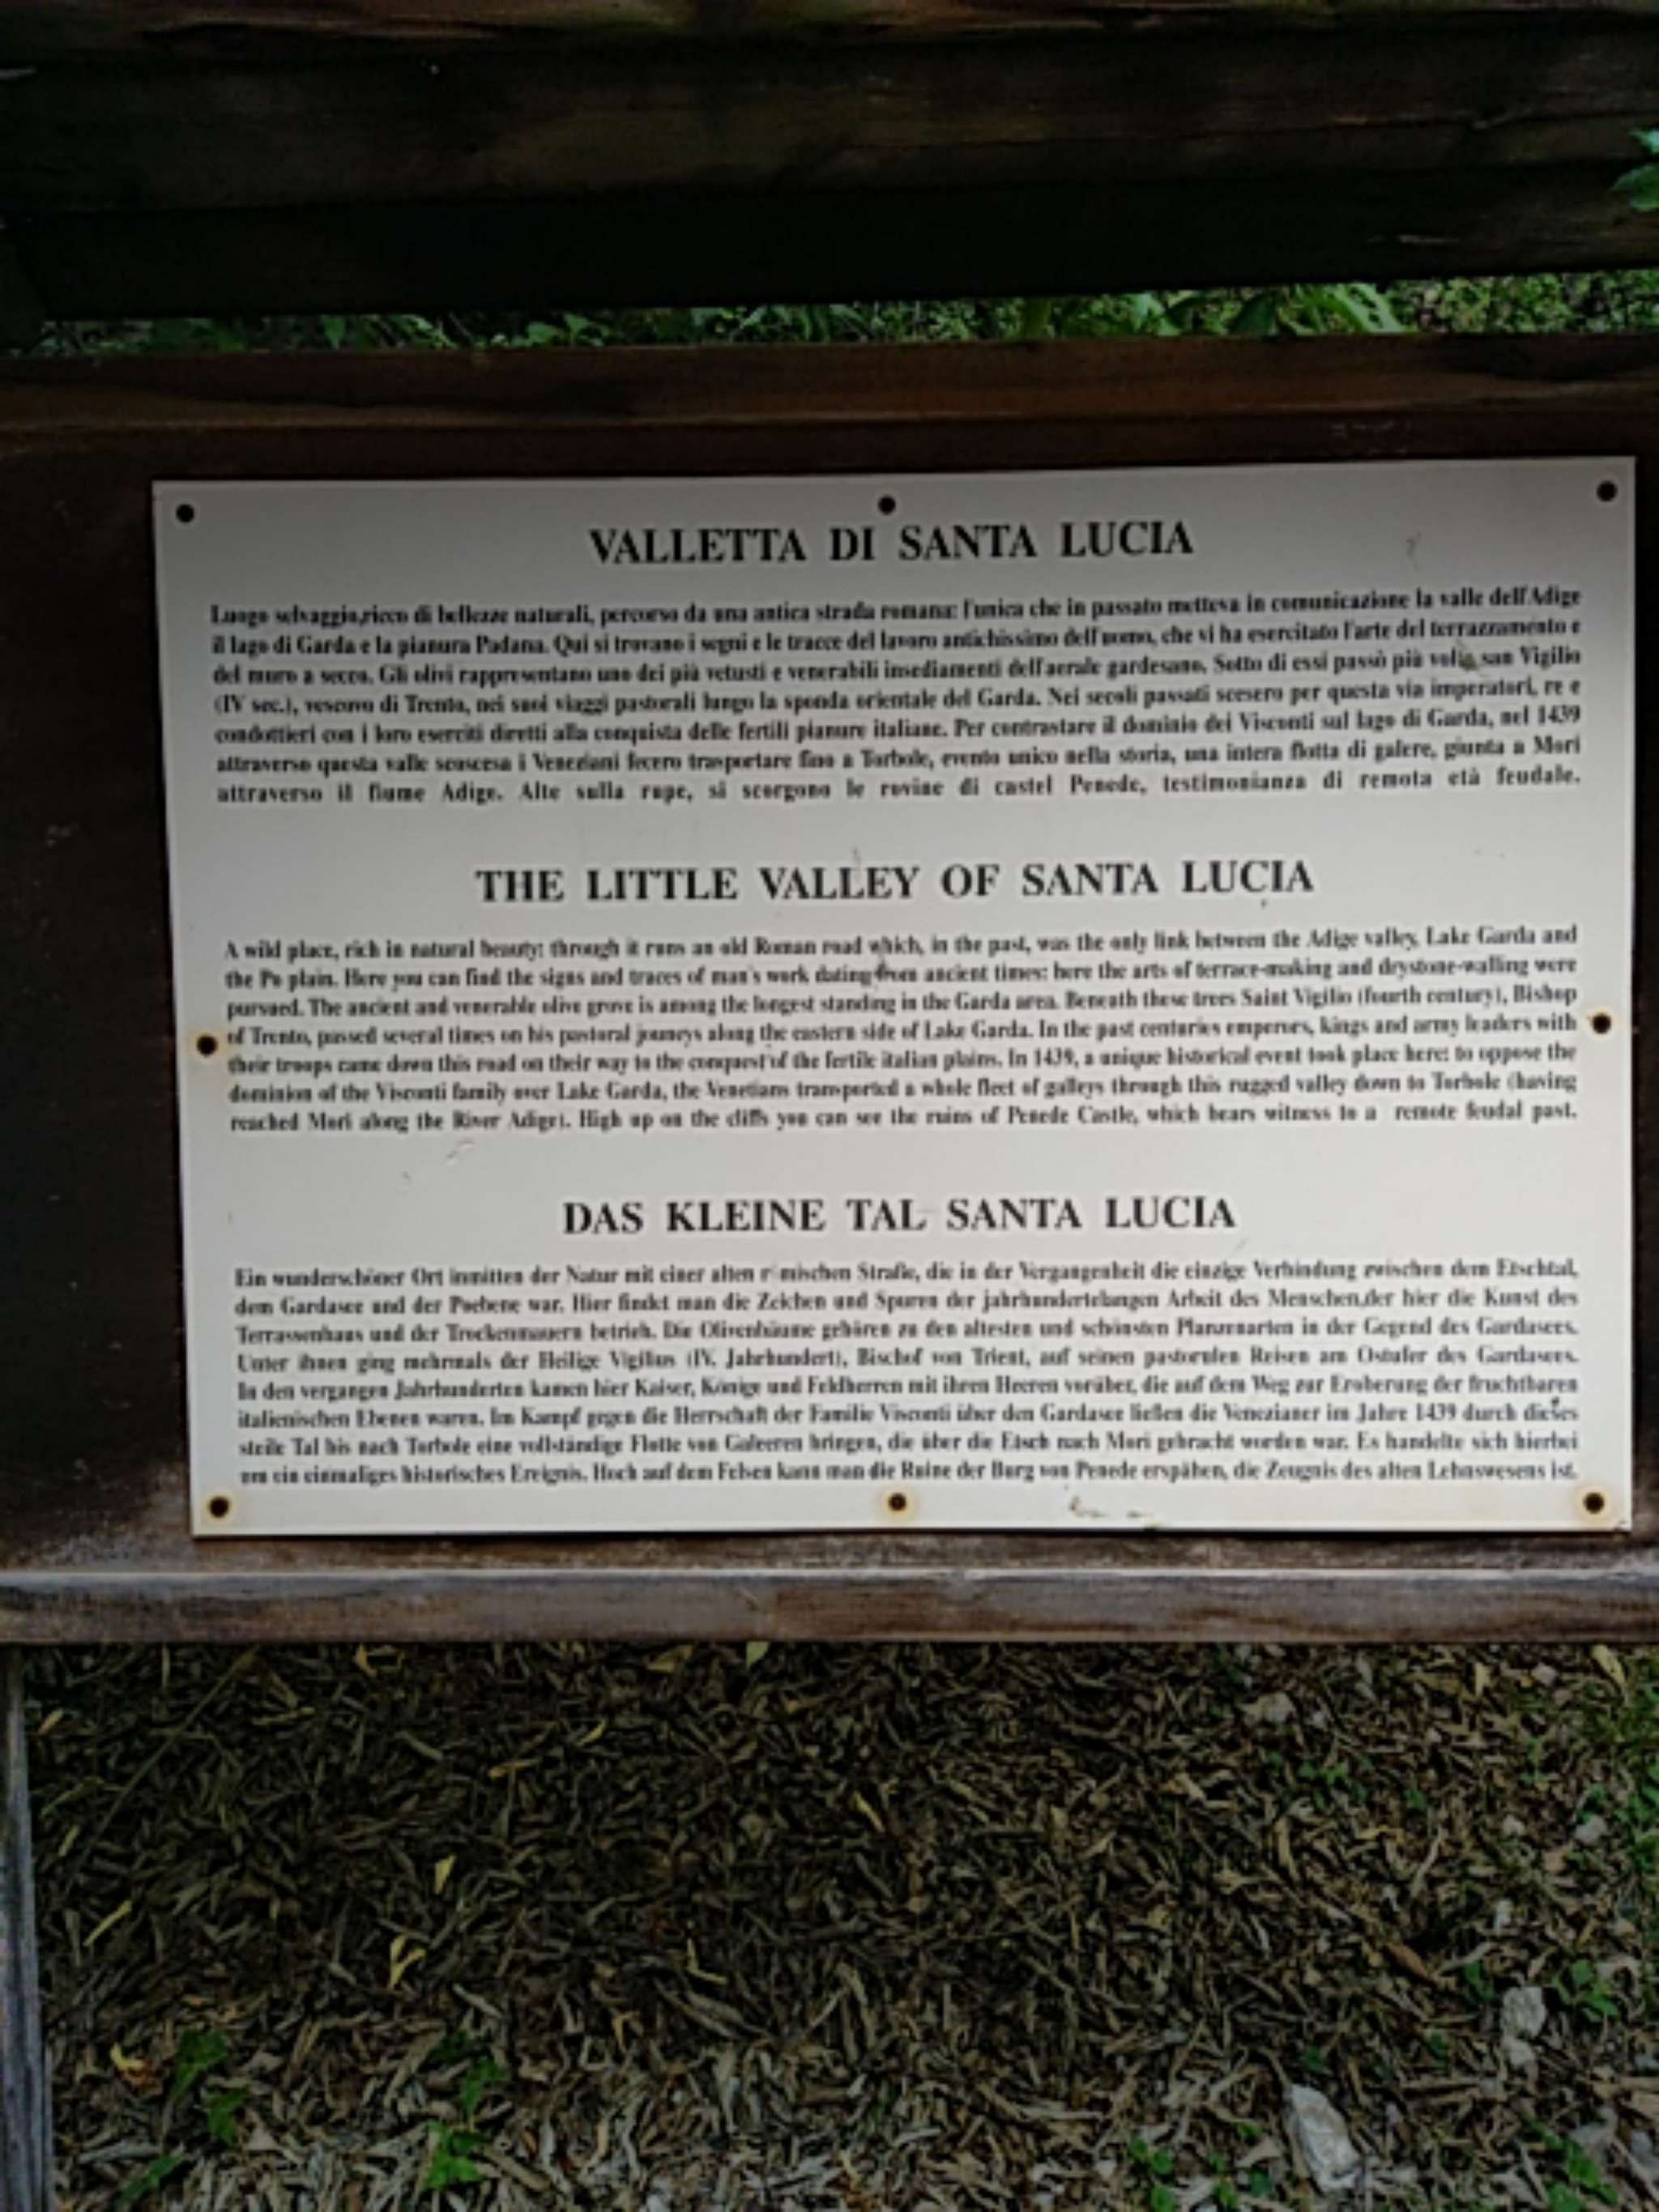 VALLETTA DI SANTA LUCIA
Luogo selvaggio,ricco di bellezze naturali, percorso da una antica strada romana: l'unica che in passato metteva in comunicazione la valle dell'Adige
il lago di Garda e la pianura Padana. Qui si trovano i segni e le tracce del lavoro antichissimo dell'uomo, che vi ha esercitato l'arte del terrazzamento e
del muro a secco. Gli olivi rappresentano uno dei più vetusti e venerabili insediamenti dell'aerale gardesano. Sotto di essi passò più volte san Vigilio
(IV sec.), vescovo di Trento, nei suoi viaggi pastorali lungo la sponda orientale del Garda. Nei secoli passati scesero per questa via imperatori, re e
condottieri con i loro eserciti diretti alla conquista delle fertili pianure italiane. Per contrastare il dominio dei Visconti sul lago di Garda, nel 1439
attraverso questa valle scoscesa i Veneziani fecero trasportare fino a Torbole, evento unico nella storia, una intera flotta di galere, giunta a Mori
attraverso il fiume Adige. Alte sulla rupe, si scorgono le rovine di castel Penede, testimonianza di remota età feudale.
THE LITTLE VALLEY OF SANTA LUCIA
A wild place, rich in natural beauty: through it runs an old Roman road which, in the past, was the only link between the Adige valley, Lake Garda and
the Po plain. Here you can find the signs and traces of man's work dating from ancient times: here the arts of terrace-making and drystone-walling were
pursued. The ancient and venerable olive grove is among the longest standing in the Garda area. Beneath these trees Saint Vigilio (fourth century), Bishop
of Trento, passed several times on his pastoral journeys along the eastern side of Lake Garda. In the past centuries emperors, kings and army leaders with
their troops came down this road on their way to the conquest of the fertile italian plains. In 1439, a unique historical event took place here: to oppose the
dominion of the Visconti family over Lake Garda, the Venetians transported a whole fleet of galleys through this rugged valley down to Torbole (having
reached Mori along the River Adige). High up on the cliffs you can see the ruins of Penede Castle, which bears witness to a remote feudal past.
DAS KLEINE TAL SANTA LUCIA
Ein wunderschöner Ort inmitten der Natur mit einer alten r mischen Straße, die in der Vergangenheit die einzige Verbindung zwischen dem Etschtal,
dem Gardasee und der Poebene war. Hier findet man die Zeichen und Spuren der jahrhundertelangen Arbeit des Menschen,der hier die Kunst des
Terrassenbaus und der Trockenmauern betrieb. Die Olivenbäume gehören zu den altesten und schönsten Planzenarten in der Gegend des Gardasees.
Unter ihnen ging mehrmals der Heilige Vigilius (IV. Jahrhundert), Bischof von Trient, auf seinen pastoralen Reisen am Ostufer des Gardasees.
In den vergangen Jahrhunderten kamen hier Kaiser, Könige und Feldherren mit ihren Heeren vorüber, die auf dem Weg zur Eroberung der fruchtbaren
italienischen Ebenen waren. Im Kampf gegen die Herrschaft der Familie Visconti über den Gardasee ließen die Venezianer im Jahre 1439 durch dieses
steile Tal bis nach Torbole eine vollständige Flotte von Galeeren bringen, die über die Etsch nach Mori gebracht worden war. Es handelte sich hierbei
um ein einmaliges historisches Ereignis. Hoch auf dem Felsen kann man die Ruine der Burg von Penede erspähen, die Zeugnis des alten Lehnswesens ist.